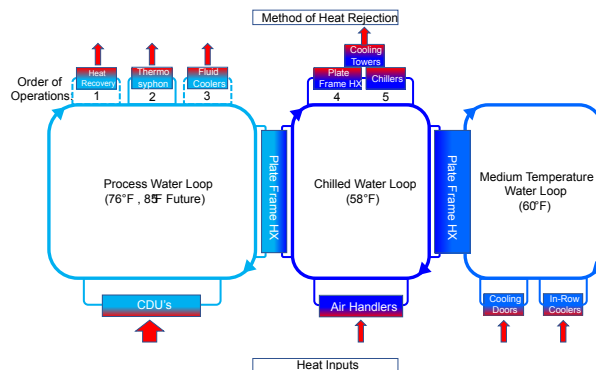 Method of Heat Rejection
Cooling
Towers
Heat
Recovery
Thermo
syphon
Fluid
Coolers
Plate
Frame HX
Chillers
Order of
Operations
1
2
3
4
5
Process Water Loop
(76°F , 85°F Future)
Plate Frame HX
Chilled Water Loop
(58°F)
Plate Frame HX
Medium Temperature
Water Loop
(60°F)
CDU's
Air Handlers
Cooling
Doors
In-Row
Coolers
Heat Inputs